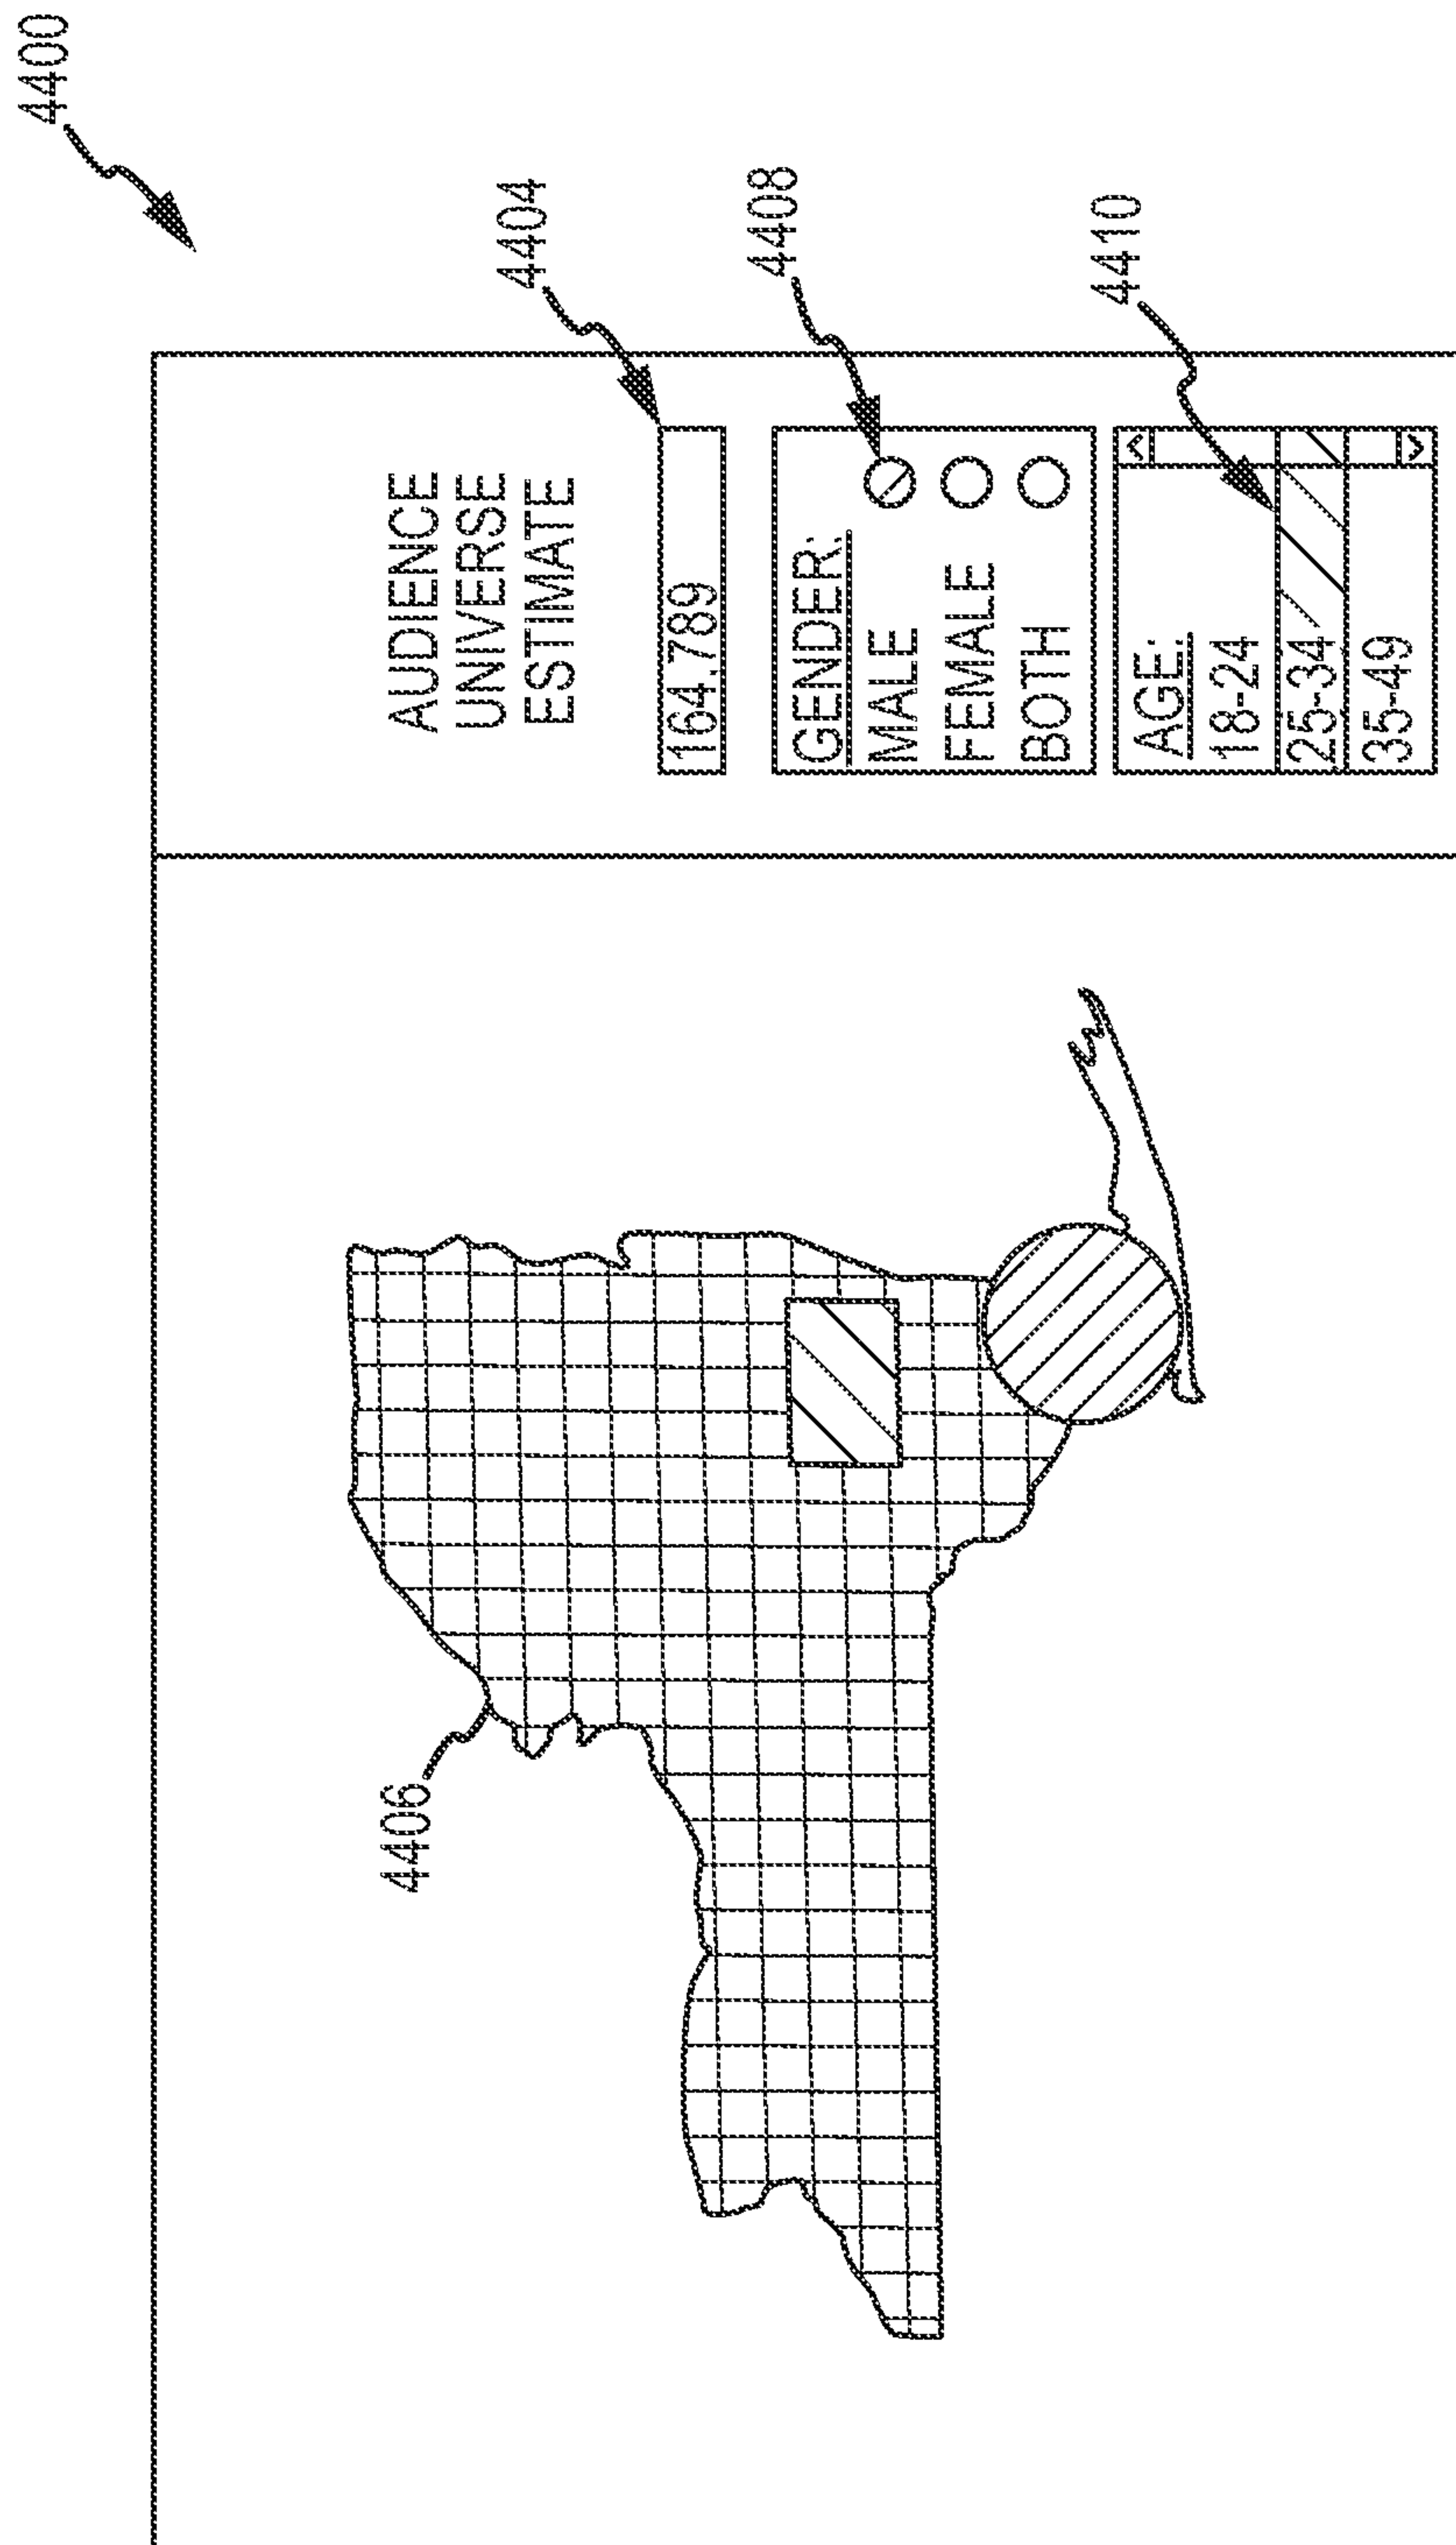 4400
AUDIENCE
UNIVERSE
ESTIMATE
4404
164,789
GENDER:
MALE
FEMALE
BOTH
4408
AGE:
18-24
25-34
35-49
4410
4406